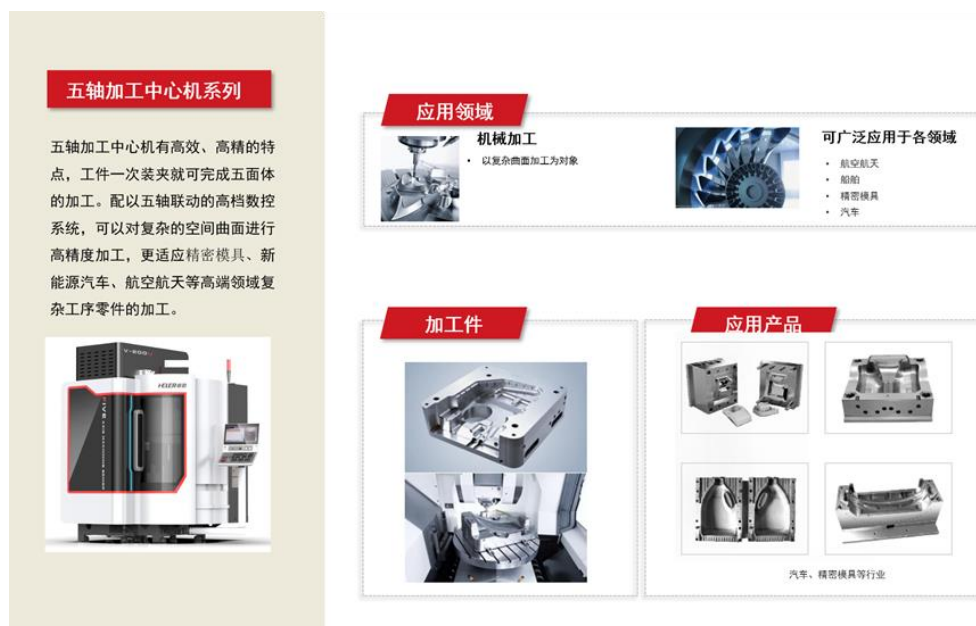 五轴加工中心机系列
五轴加工中心机有高效、高精的特
点，工件一次装夹就可完成五面体
的加工。配以五轴联动的高档数控
系统，可以对复杂的空间曲面进行
高精度加工，更适应精密模具、新
能源汽车、航空航天等高端领域复
杂工序零件的加工。
应用领域
机械加工
• 以复杂曲面加工为对象
可广泛应用于各领域
• 航空航天
• 船舶
• 精密模具
• 汽车
加工件
应用产品
汽车、精密模具等行业